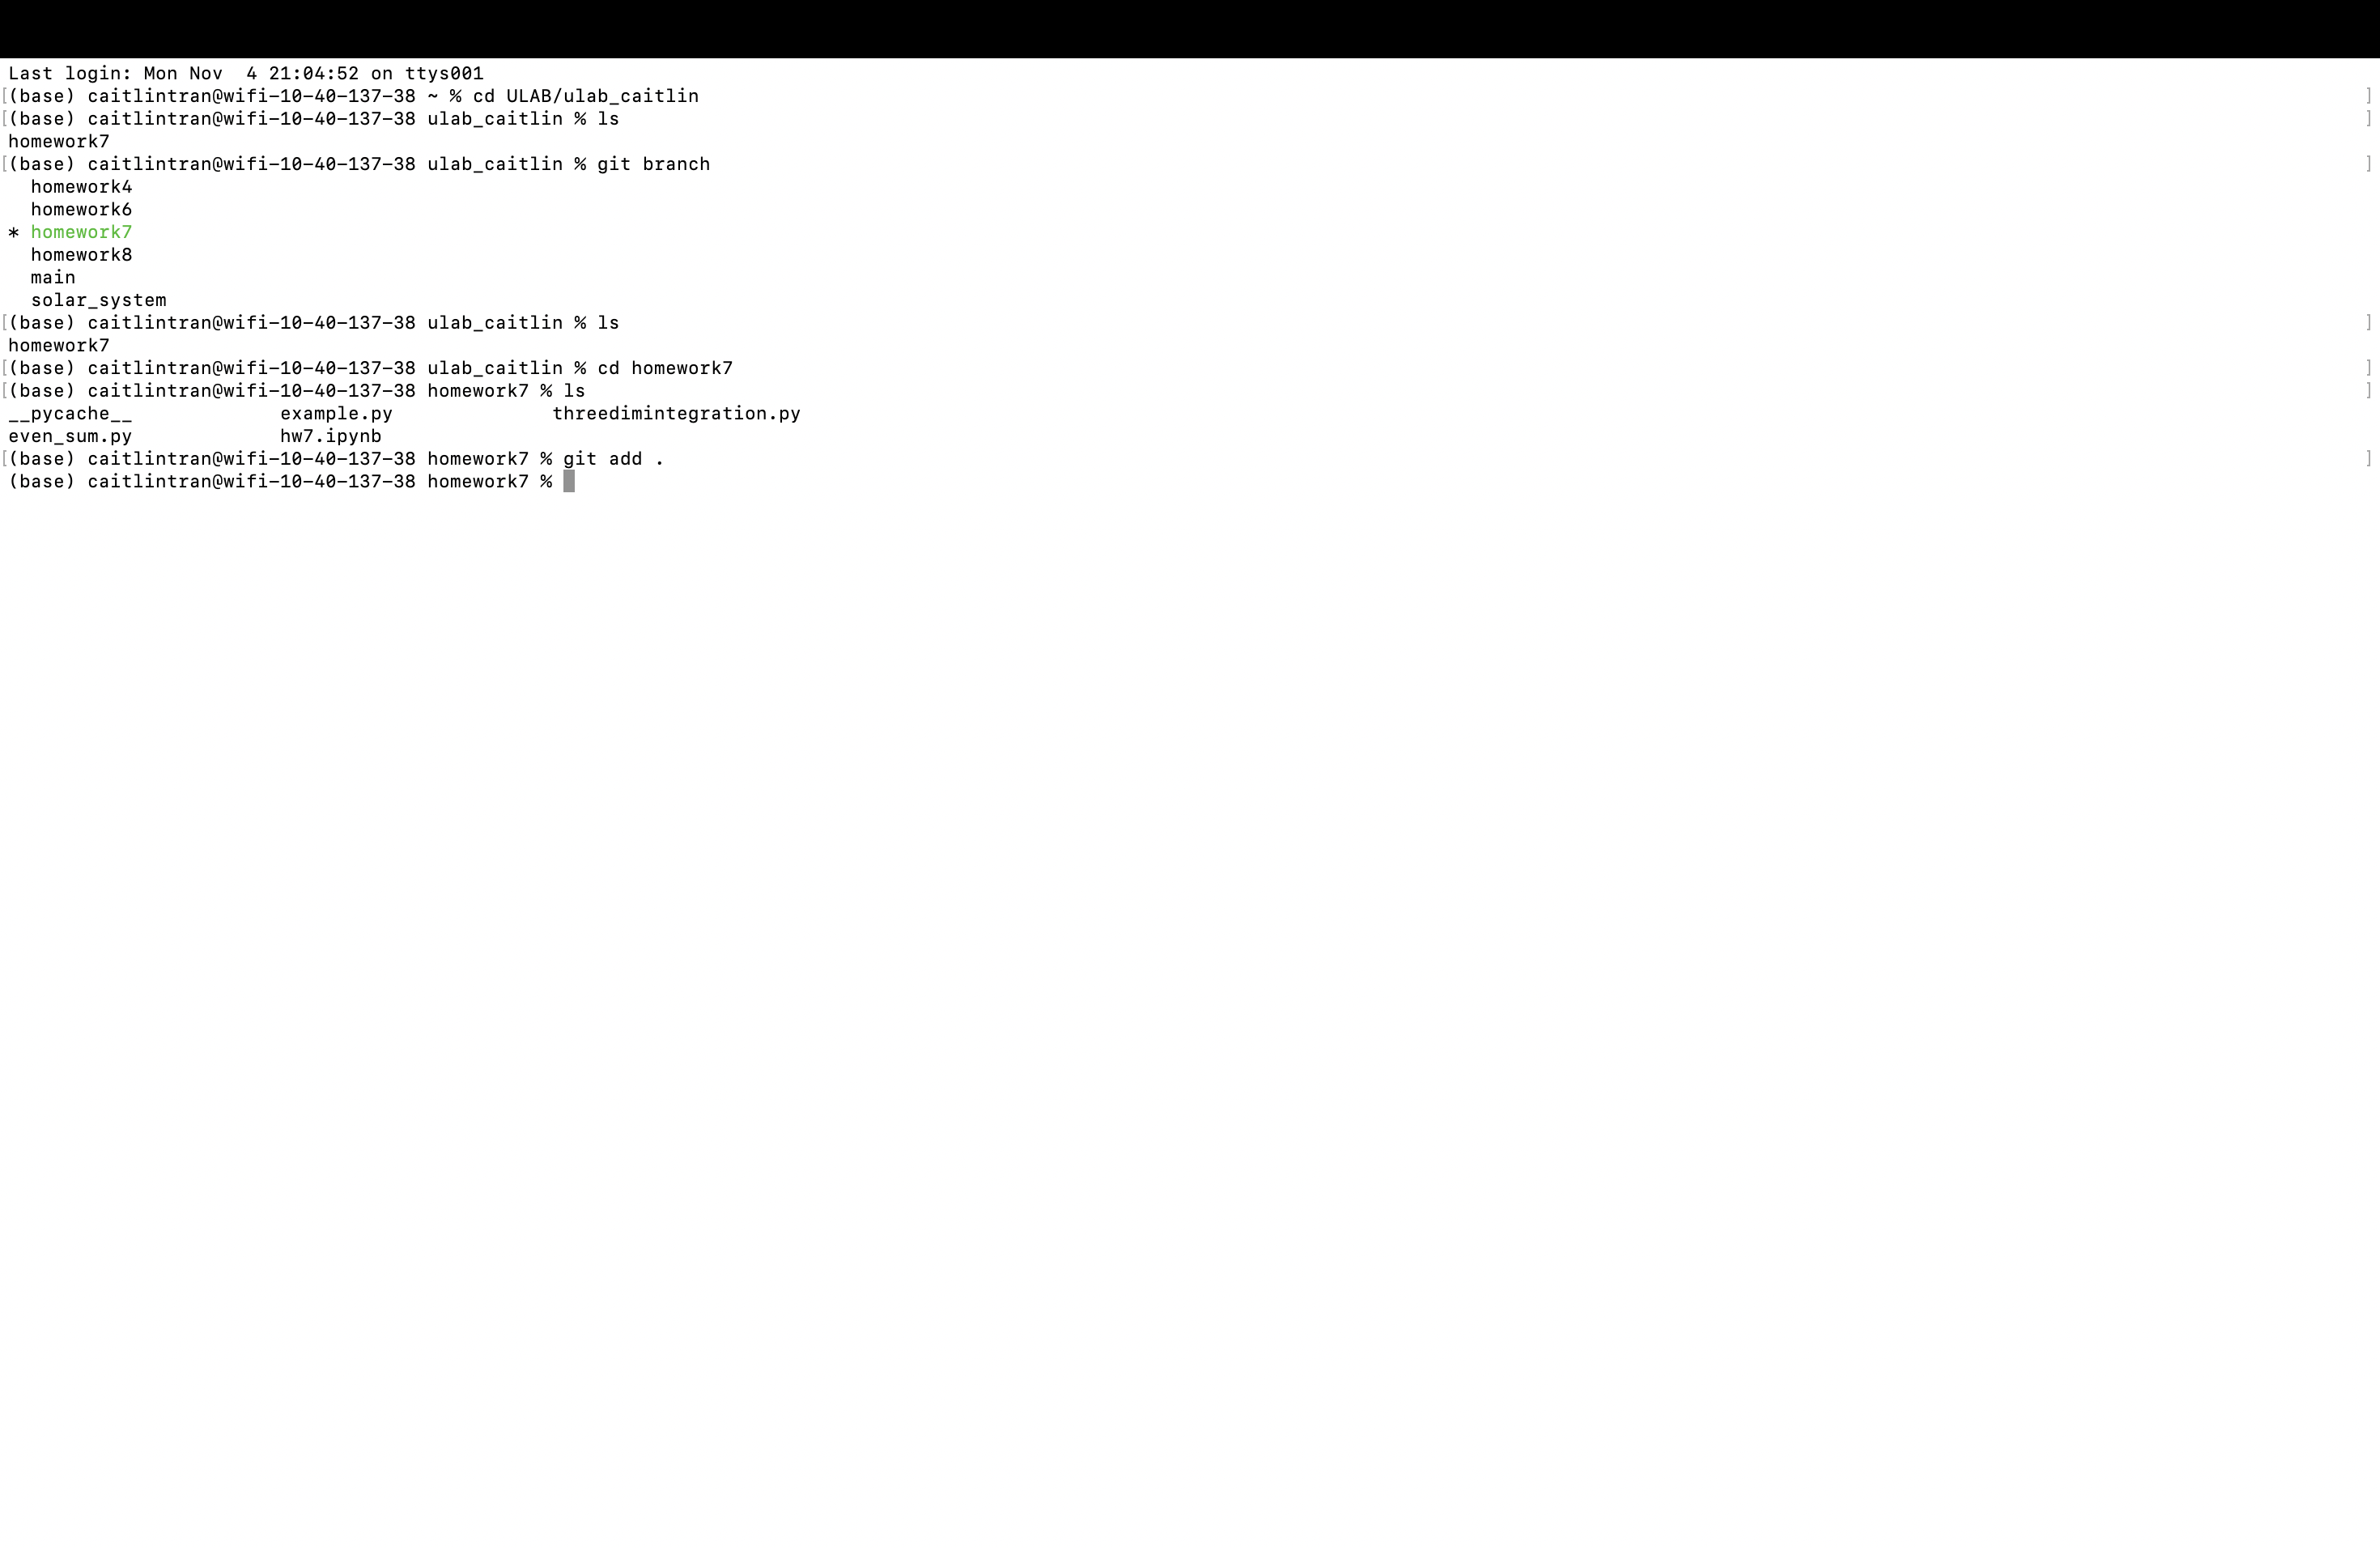 Last login: Mon Nov  4 21:04:52 on ttys001
[(base) caitlintran@wifi-10-40-137-38 ~ % cd ULAB/ulab_caitlin ]
[(base) caitlintran@wifi-10-40-137-38 ulab_caitlin % ls ]
homework7
[(base) caitlintran@wifi-10-40-137-38 ulab_caitlin % git branch ]
  homework4
  homework6
* homework7
  homework8
  main
  solar_system
[(base) caitlintran@wifi-10-40-137-38 ulab_caitlin % ls ]
homework7
[(base) caitlintran@wifi-10-40-137-38 ulab_caitlin % cd homework7 ]
[(base) caitlintran@wifi-10-40-137-38 homework7 % ls ]
__pycache__             example.py              threedimintegration.py
even_sum.py             hw7.ipynb
[(base) caitlintran@wifi-10-40-137-38 homework7 % git add . ]
(base) caitlintran@wifi-10-40-137-38 homework7 %